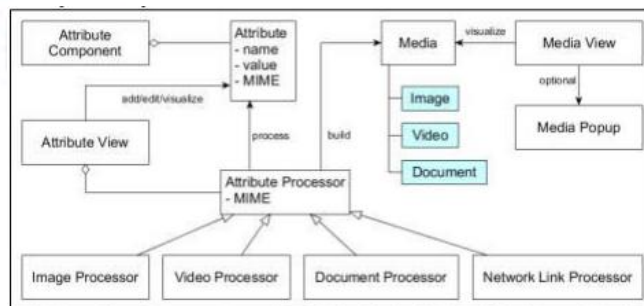 Attribute
Component
Attribute
- name
- value
- MIME
Media
visualize
Media View
add/edit/visualize
Image
optional
Attribute View
process
build
Video
Media Popup
Document
Attribute Processor
- MIME
Image Processor
Video Processor
Document Processor
Network Link Processor